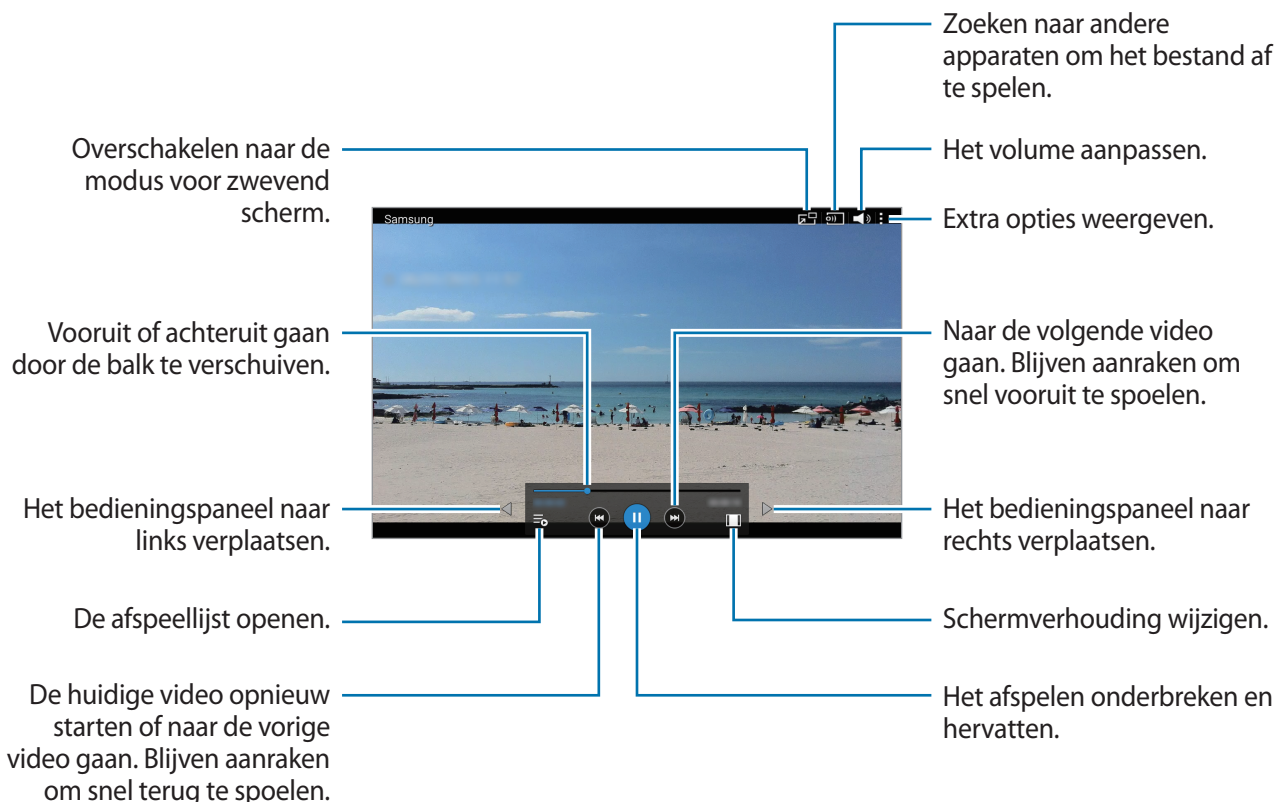 Zoeken naar andere
apparaten om het bestand af
te spelen.
Overschakelen naar de
modus voor zwevend
scherm.
Het volume aanpassen.
Samsung
Extra opties weergeven.
Vooruit of achteruit gaan
door de balk te verschuiven.
Naar de volgende video
gaan. Blijven aanraken om
snel vooruit te spoelen.
Het bedieningspaneel naar
links verplaatsen.
Het bedieningspaneel naar
rechts verplaatsen.
De afspeellijst openen.
Schermverhouding wijzigen.
De huidige video opnieuw
starten of naar de vorige
video gaan. Blijven aanraken
om snel terug te spoelen.
Het afspelen onderbreken en
hervatten.